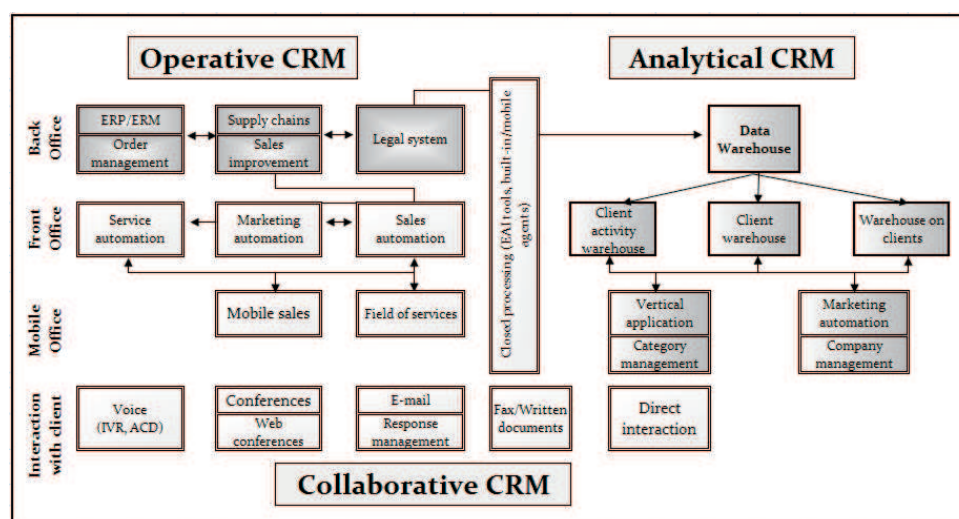 Operative CRM
Analytical CRM
Back
Office
ERP/ERM
Order
management
Supply chains
Sales
improvement
Legal system
Closed processing (EAI tools, built-in/mobile
agents)
Data
Warehouse
Front
Office
Service
automation
Marketing
automation
Sales
automation
Client
activity
warehouse
Client
warehouse
Warehouse on
clients
Mobile
Office
Mobile sales
Field of services
Vertical
application
Category
management
Marketing
automation
Company
management
Interaction
with client
Voice
(IVR, ACD)
Conferences
Web
conferences
E-mail
Response
management
Fax/Written
documents
Direct
interaction
Collaborative CRM